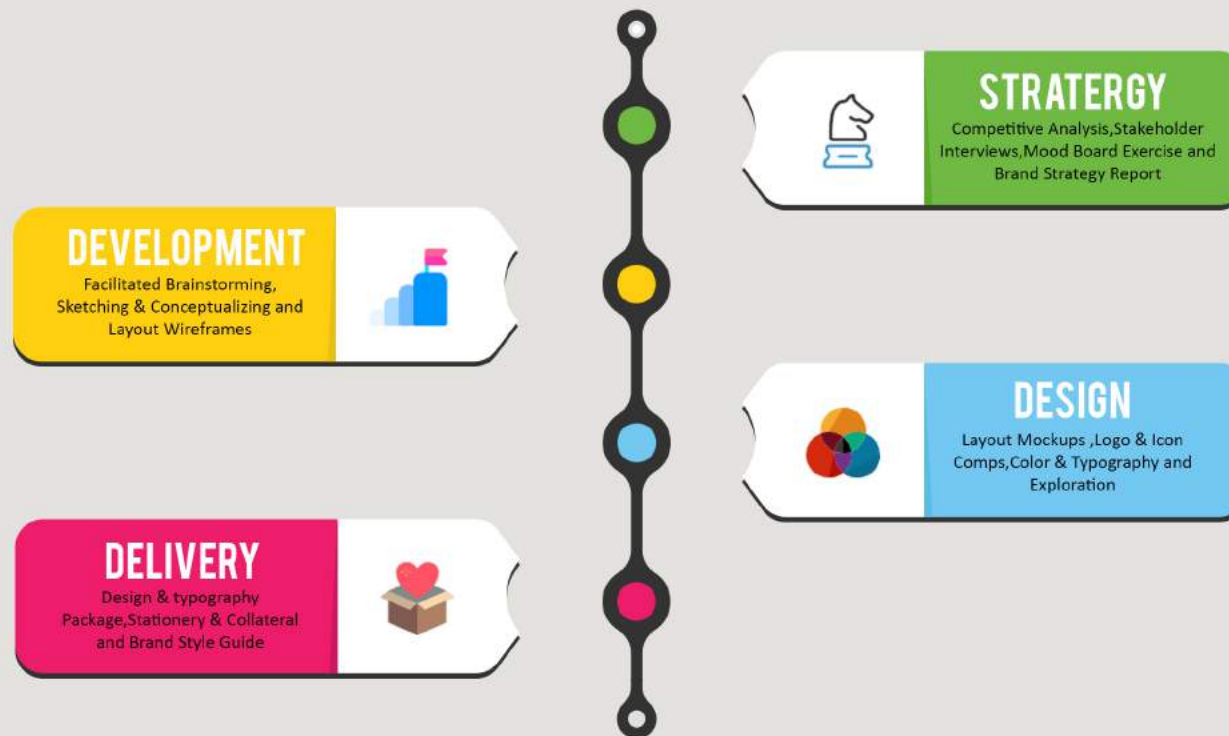 STRATERGY
Competitive Analysis,Stakeholder
Interviews,Mood Board Exercise and
Brand Strategy Report
DEVELOPMENT
Facilitated Brainstorming,
Sketching & Conceptualizing and
Layout Wireframes
DESIGN
Layout Mockups ,Logo & Icon
Comps,Color & Typography and
Exploration
DELIVERY
Design & typography
Package,Stationery & Collateral
and Brand Style Guide